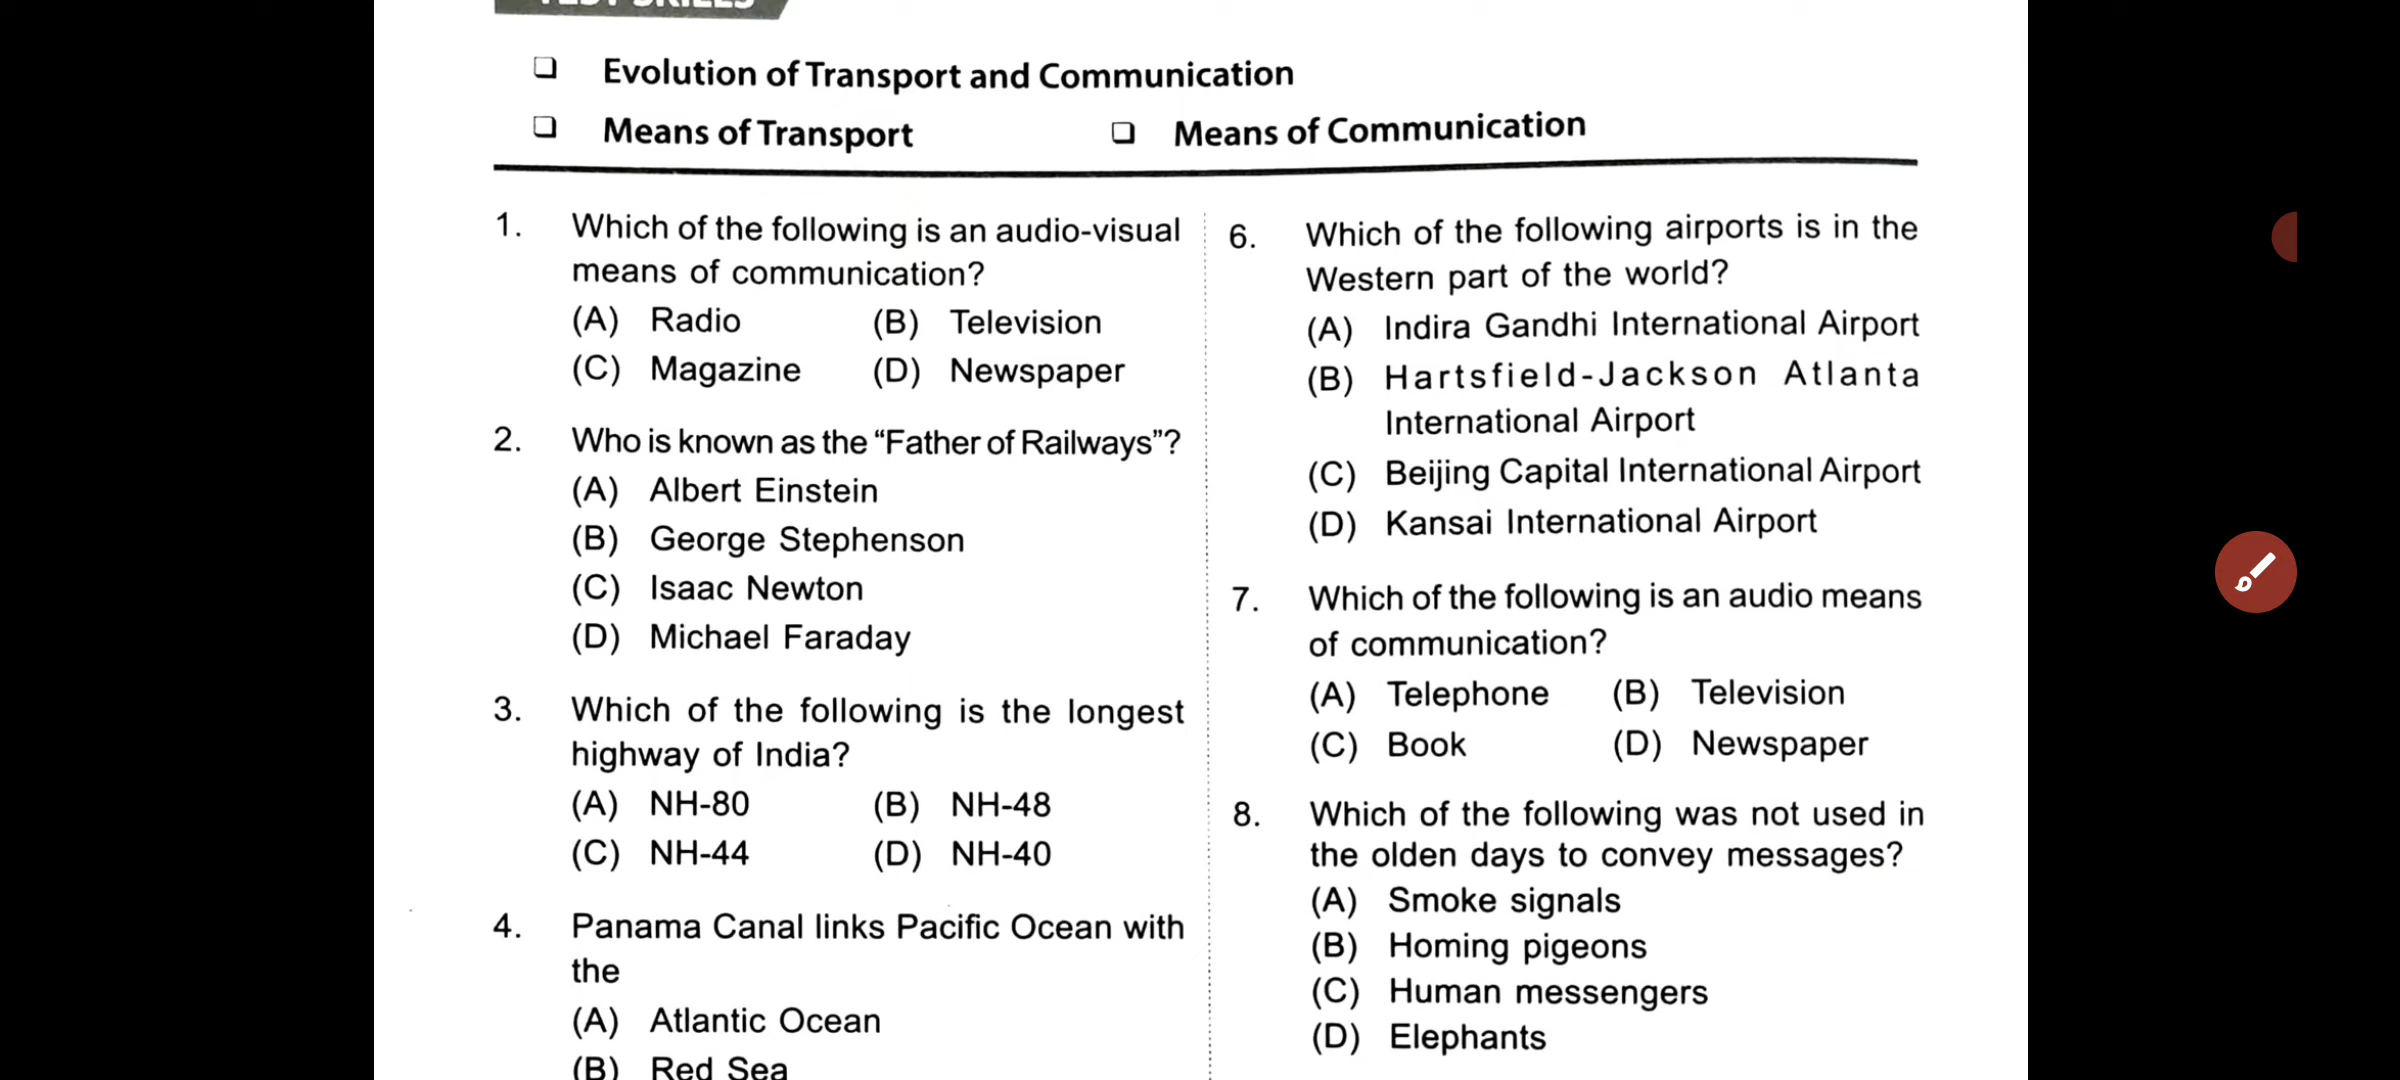 TEST SKILLS
❑ Evolution of Transport and Communication
❑ Means of Transport ❑ Means of Communication
1. Which of the following is an audio-visual
means of communication?
(A) Radio (B) Television
(C) Magazine (D) Newspaper
2. Who is known as the “Father of Railways”?
(A) Albert Einstein
(B) George Stephenson
(C) Isaac Newton
(D) Michael Faraday
3. Which of the following is the longest
highway of India?
(A) NH-80 (B) NH-48
(C) NH-44 (D) NH-40
4. Panama Canal links Pacific Ocean with
the
(A) Atlantic Ocean
(B) Red Sea
6. Which of the following airports is in the
Western part of the world?
(A) Indira Gandhi International Airport
(B) Hartsfield-Jackson Atlanta
International Airport
(C) Beijing Capital International Airport
(D) Kansai International Airport
7. Which of the following is an audio means
of communication?
(A) Telephone (B) Television
(C) Book (D) Newspaper
8. Which of the following was not used in
the olden days to convey messages?
(A) Smoke signals
(B) Homing pigeons
(C) Human messengers
(D) Elephants